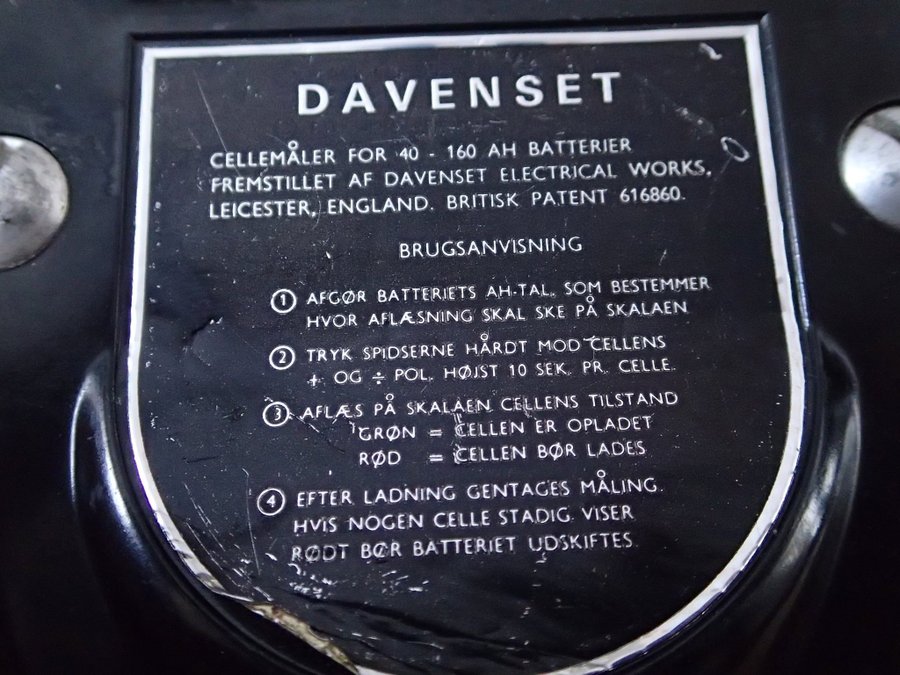 DAVENSET
CELLEMÅLER FOR 40 - 160 AH BATTERIER
FREMSTILLET AF DAVENSET ELECTRICAL WORKS,
LEICESTER, ENGLAND. BRITISK PATENT 616860.
BRUGSANVISNING
1 AFGØR BATTERIETS AH-TAL, SOM BESTEMMER
HVOR AFLÆSNING SKAL SKE PÅ SKALAEN
2 TRYK SPIDSERNE HÅRDT MOD CELLENS
+ OG ÷ POL. HØJST 10 SEK. PR. CELLE.
3 AFLÆS PÅ SKALAEN CELLENS TILSTAND
GRØN = CELLEN ER OPLADET
RØD = CELLEN BØR LADES
4 EFTER LADNING GENTAGES MÅLING.
HVIS NOGEN CELLE STADIG VISER
RØDT BØR BATTERIET UDSKIFTES